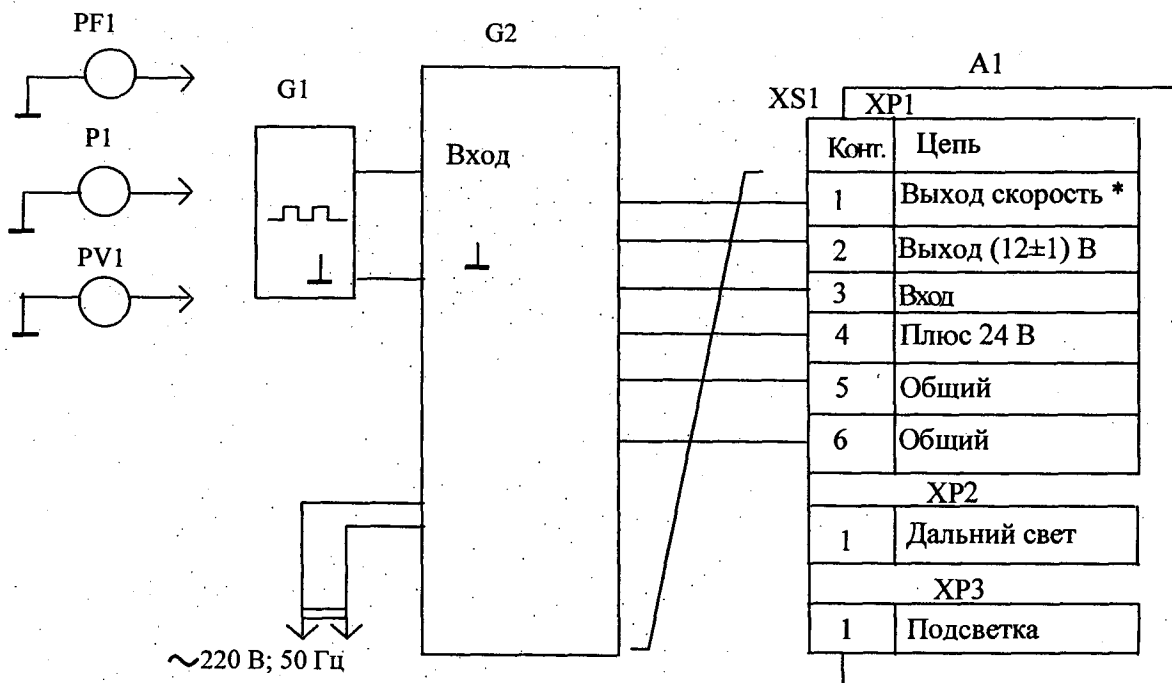 PF1
P1
PV1
G1
G2
Вход
A1
XS1
XP1
Конт. Цепь
1 Выход скорость *
2 Выход (12±1) В
3 Вход
4 Плюс 24 В
5 Общий
6 Общий
XP2
1 Дальний свет
XP3
1 Подсветка
~220 В; 50 Гц